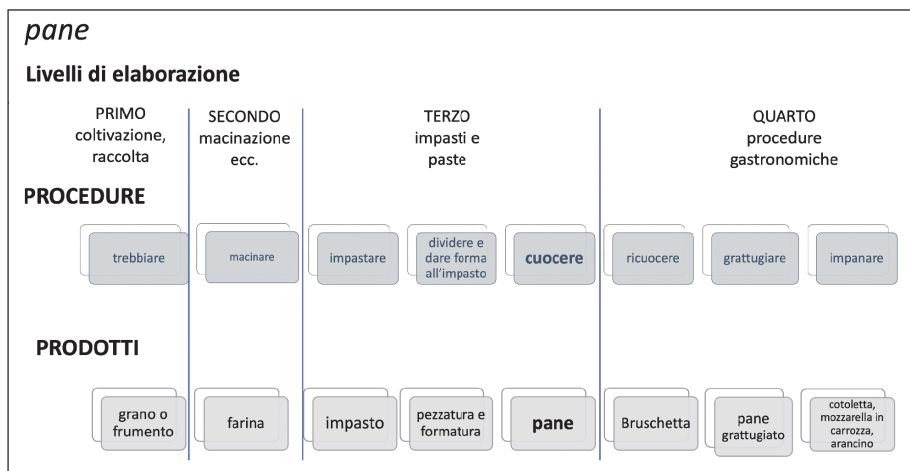 pane
Livelli di elaborazione
PRIMO
coltivazione,
raccolta
SECONDO
macinazione
ecc.
TERZO
impasti e
paste
QUARTO
procedure
gastronomiche
PROCEDURE
trebbiare
macinare
impastare
dividere e
dare forma
all'impasto
cuocere
ricuocere
grattugiare
impanare
PRODOTTI
grano o
frumento
farina
impasto
pezzatura e
formatura
pane
Bruschetta
pane
grattugiato
cotoletta,
mozzarella in
carrozza,
arancino